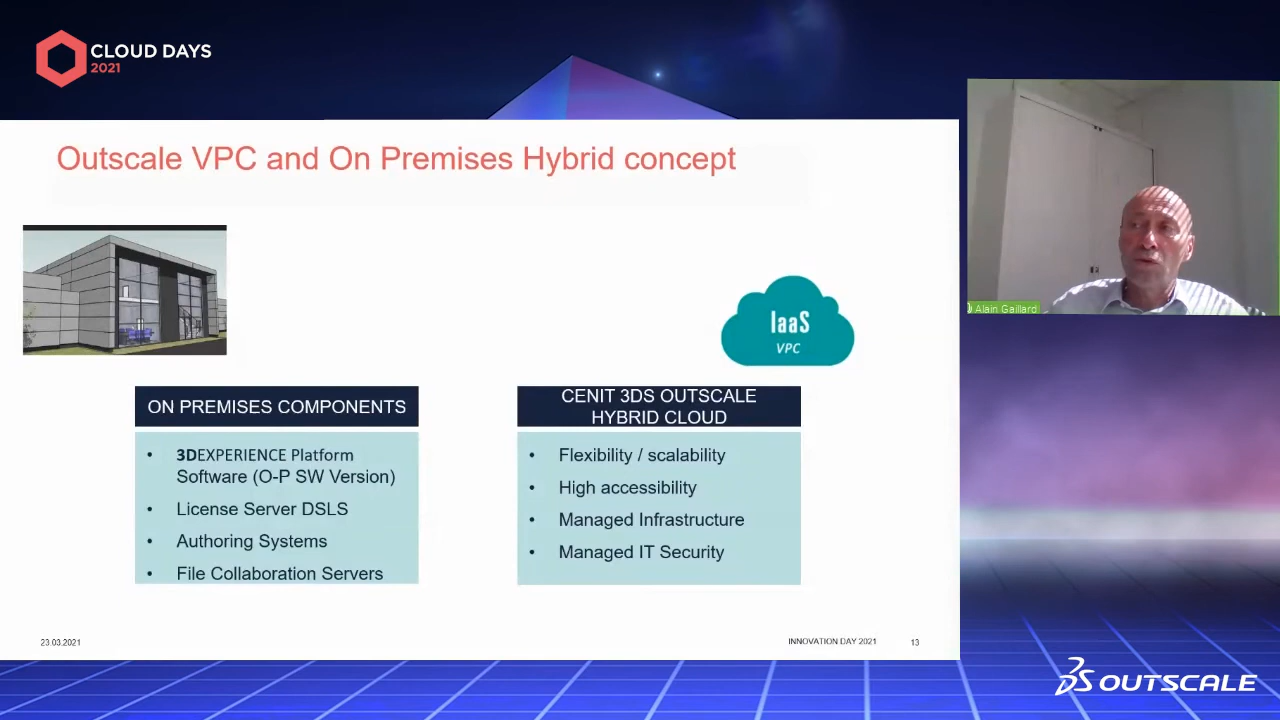 CLOUD DAYS
2021
Outscale VPC and On Premises Hybrid concept
Alain Gaillard
IaaS
VPC
ON PREMISES COMPONENTS
• 3DEXPERIENCE Platform
Software (O-P SW Version)
• License Server DSLS
• Authoring Systems
• File Collaboration Servers
CENIT 3DS OUTSCALE
HYBRID CLOUD
• Flexibility / scalability
• High accessibility
• Managed Infrastructure
• Managed IT Security
23.03.2021
INNOVATION DAY 2021
13
3DS OUTSCALE